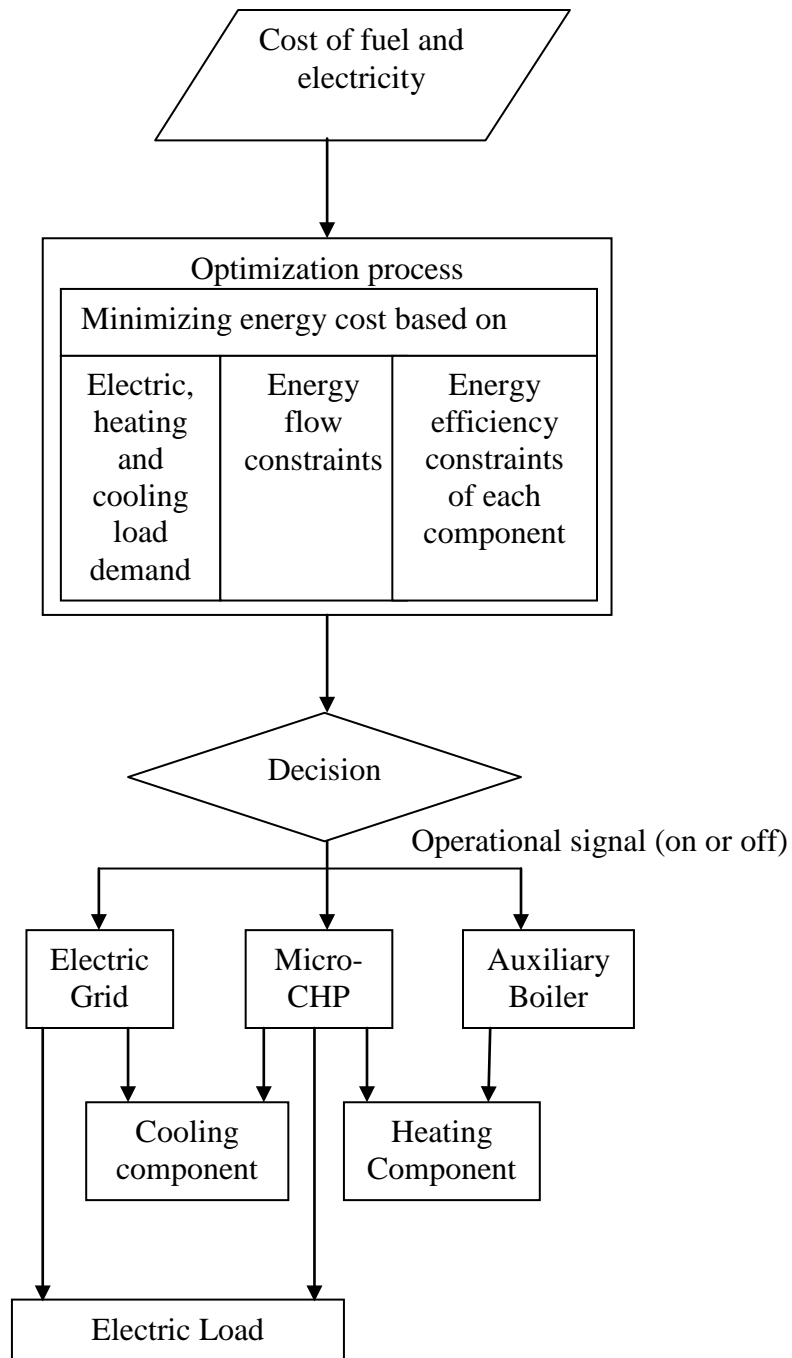 Cost of fuel and
electricity
Optimization process
Minimizing energy cost based on
Electric,
heating
and
cooling
load
demand
Energy
flow
constraints
Energy
efficiency
constraints
of each
component
Decision
Operational signal (on or off)
Electric
Grid
Micro-
CHP
Auxiliary
Boiler
Cooling
component
Heating
Component
Electric Load